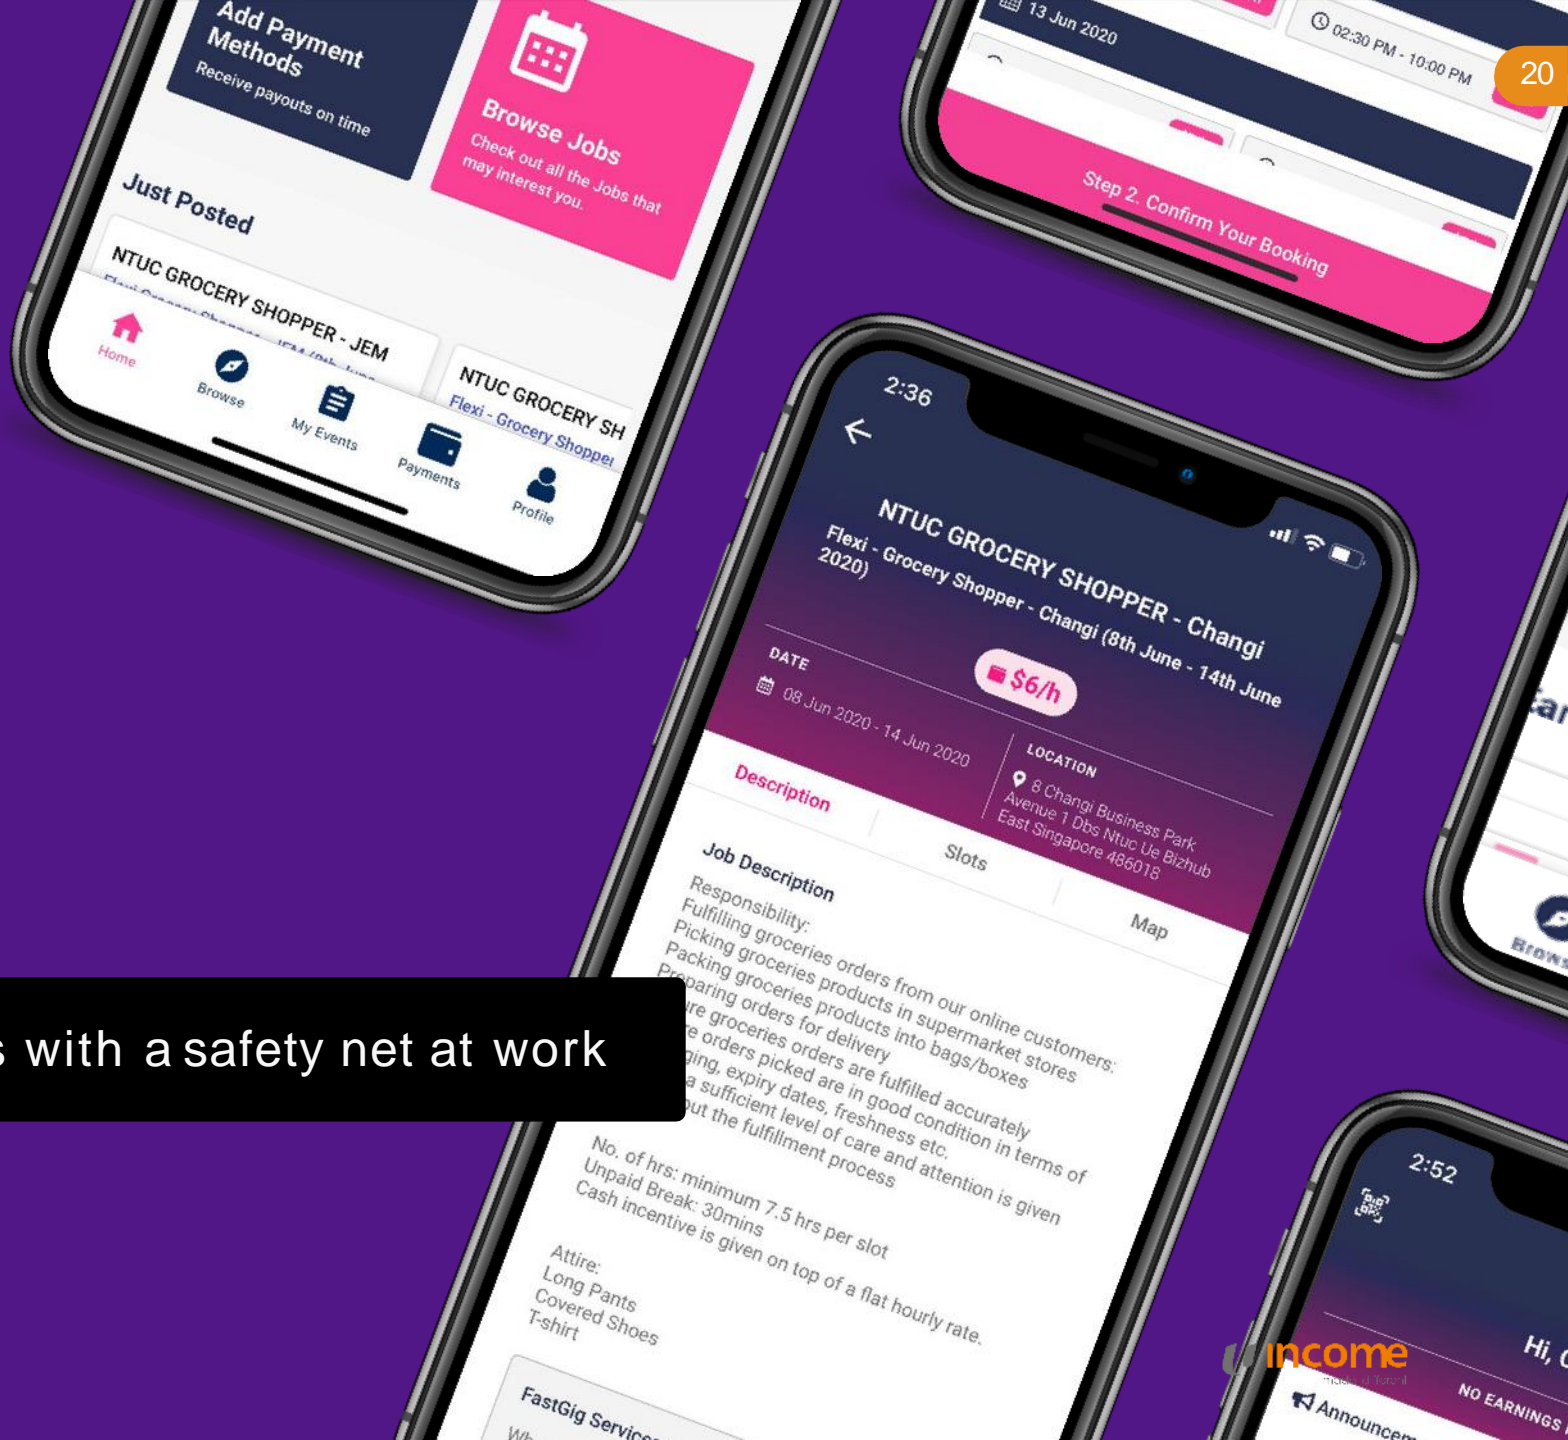 Add Payment
Methods
Receive payouts on time
Browse Jobs
Check out all the Jobs that
may interest you.
Just Posted
NTUC GROCERY SHOPPER - JEM
NTUC GROCERY SH
Flexi - Grocery Shopper
Home
Browse
My Events
Payments
Profile
13 Jun 2020
02:30 PM - 10:00 PM
20
Step 2. Confirm Your Booking
2:36
NTUC GROCERY SHOPPER - Changi
Flexi - Grocery Shopper - Changi (8th June - 14th June
2020)
$6/h
DATE
08 Jun 2020 - 14 Jun 2020
LOCATION
8 Changi Business Park
Avenue 1 Dbs Ntuc Ue Bizhub
East Singapore 486018
Description
Slots
Map
Job Description
Responsibility:
Fulfilling groceries orders from our online customers:
Picking groceries products in supermarket stores
Packing groceries products into bags/boxes
Preparing orders for delivery
groceries orders are fulfilled accurately
orders picked are in good condition in terms of
expiry dates, freshness etc.
a sufficient level of care and attention is given
the fulfillment process
No. of hrs: minimum 7.5 hrs per slot
Unpaid Break: 30mins
Cash incentive is given on top of a flat hourly rate.
Attire:
Long Pants
Covered Shoes
T-shirt
FastGig Services
with a safety net at work
2:52
Hi,
NO EARNINGS
income
made different